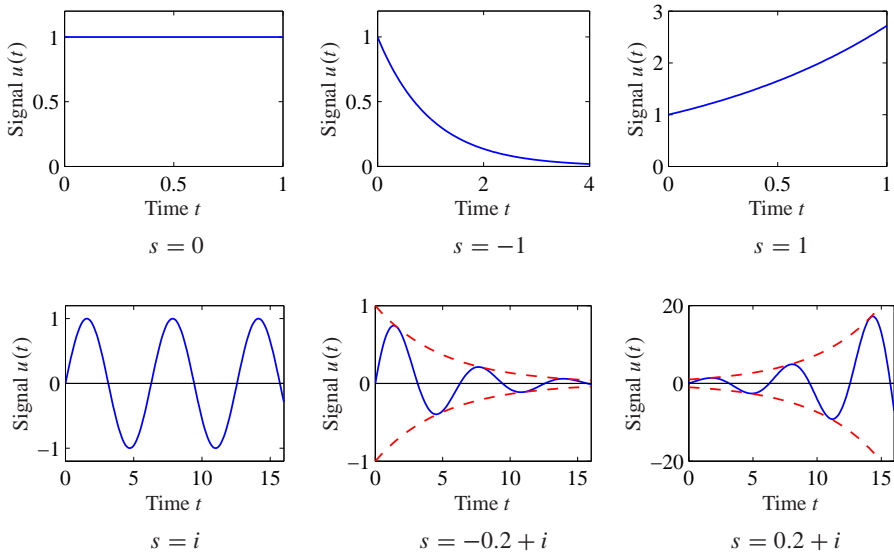 Signal u(t)
1
0.5
0
0
0.5
1
Time t
s = 0
Signal u(t)
1
0.5
0
0
2
4
Time t
s = −1
Signal u(t)
3
2
1
0
0
0.5
1
Time t
s = 1
Signal u(t)
1
0
−1
0
5
10
15
Time t
s = i
Signal u(t)
1
0
−1
0
5
10
15
Time t
s = −0.2 + i
Signal u(t)
20
0
−20
0
5
10
15
Time t
s = 0.2 + i